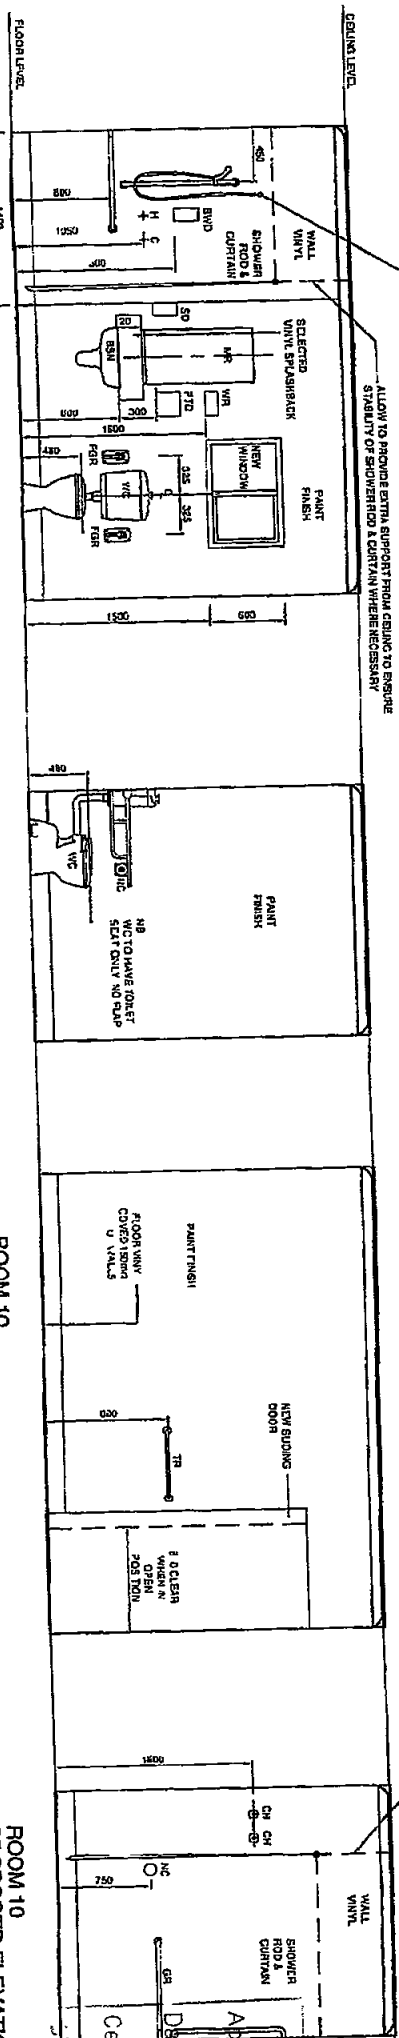 CEILING LEVEL
FLOOR LEVEL
ALLOW TO PROVIDE EXTRA SUPPORT FROM CEILING TO ENSURE
STABILITY OF SHOWER ROD & CURTAIN WHERE NECESSARY
WALL
VINYL
SHOWER
ROD &
CURTAIN
450
BWD
H
C
800
1050
SELECTED
VINYL SPLASHBACK
SD
MR
BSN
PTD
WR
300
800
1500
480
PAINT
FINISH
NEW
WINDOW
325
325
WC
FGR
FGR
1500
600
PAINT
FINISH
480
WC
NC
NB
WC TO HAVE TOILET
SEAT ONLY NO FLAP
PAINT FINISH
FLOOR VINYL
COVED 150mm
WALLS
TR
NEW SLIDING
DOOR
CLEAR
WHEN IN
OPEN
POSITION
1500
CH
CH
NC
750
WALL
VINYL
SHOWER
ROD &
CURTAIN
GR
ROOM 10
ROOM 10